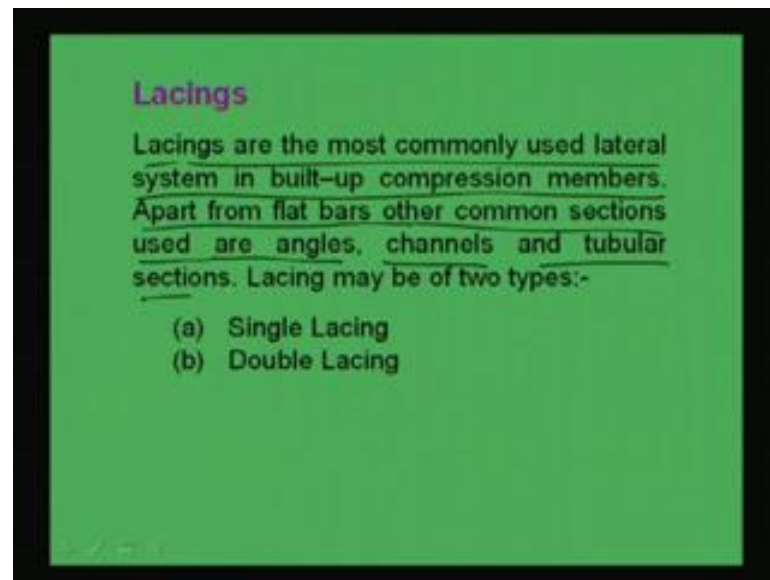 Lacings
Lacings are the most commonly used lateral
system in built–up compression members.
Apart from flat bars other common sections
used are angles, channels and tubular
sections. Lacing may be of two types:-
(a) Single Lacing
(b) Double Lacing